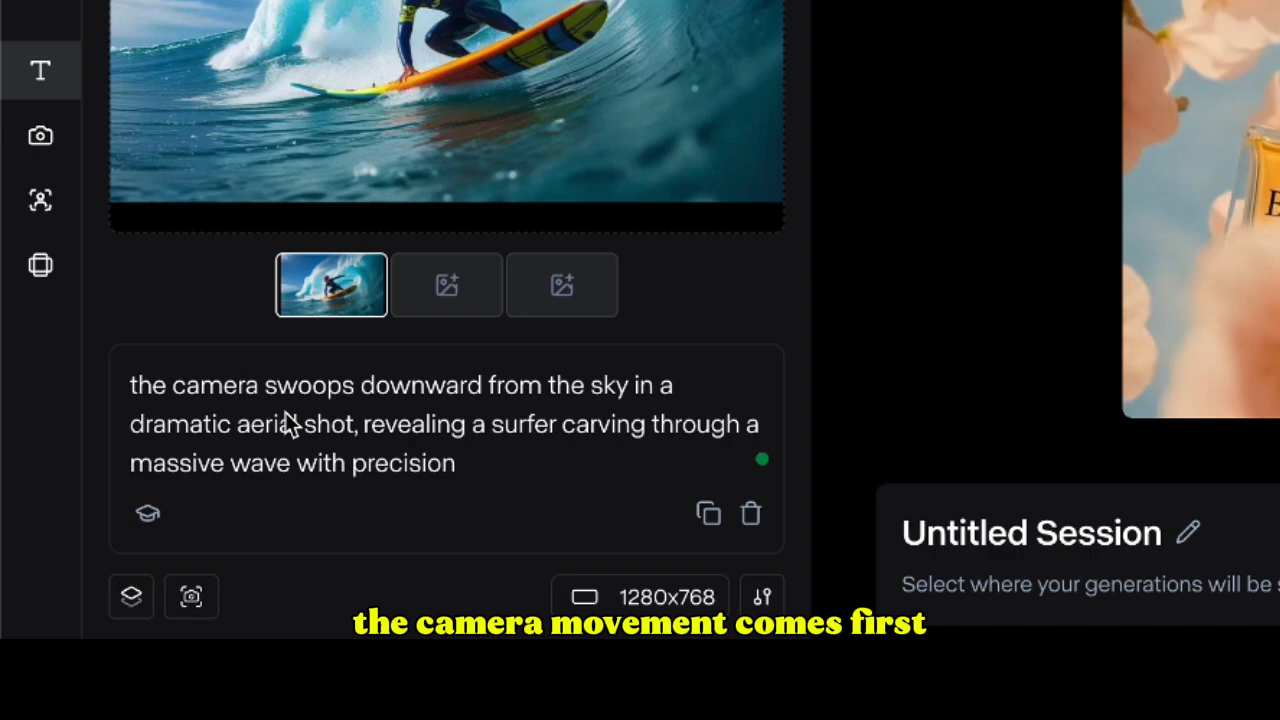 the camera swoops downward from the sky in a
dramatic aerial shot, revealing a surfer carving through a
massive wave with precision
1280x768
Untitled Session
Select where your generations will be
the camera movement comes first